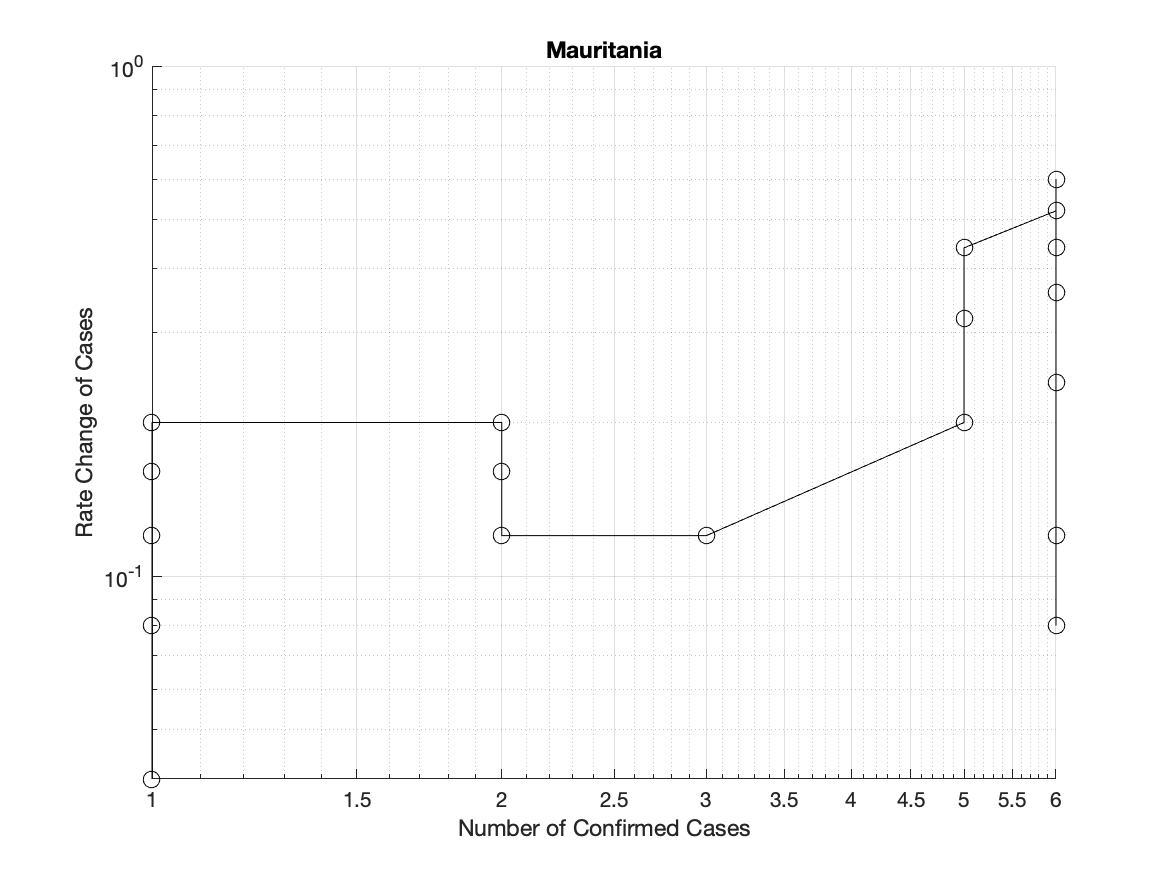 Mauritania
10^0
10^-1
Rate Change of Cases
1 1.5 2 2.5 3 3.5 4 4.5 5 5.5 6
Number of Confirmed Cases